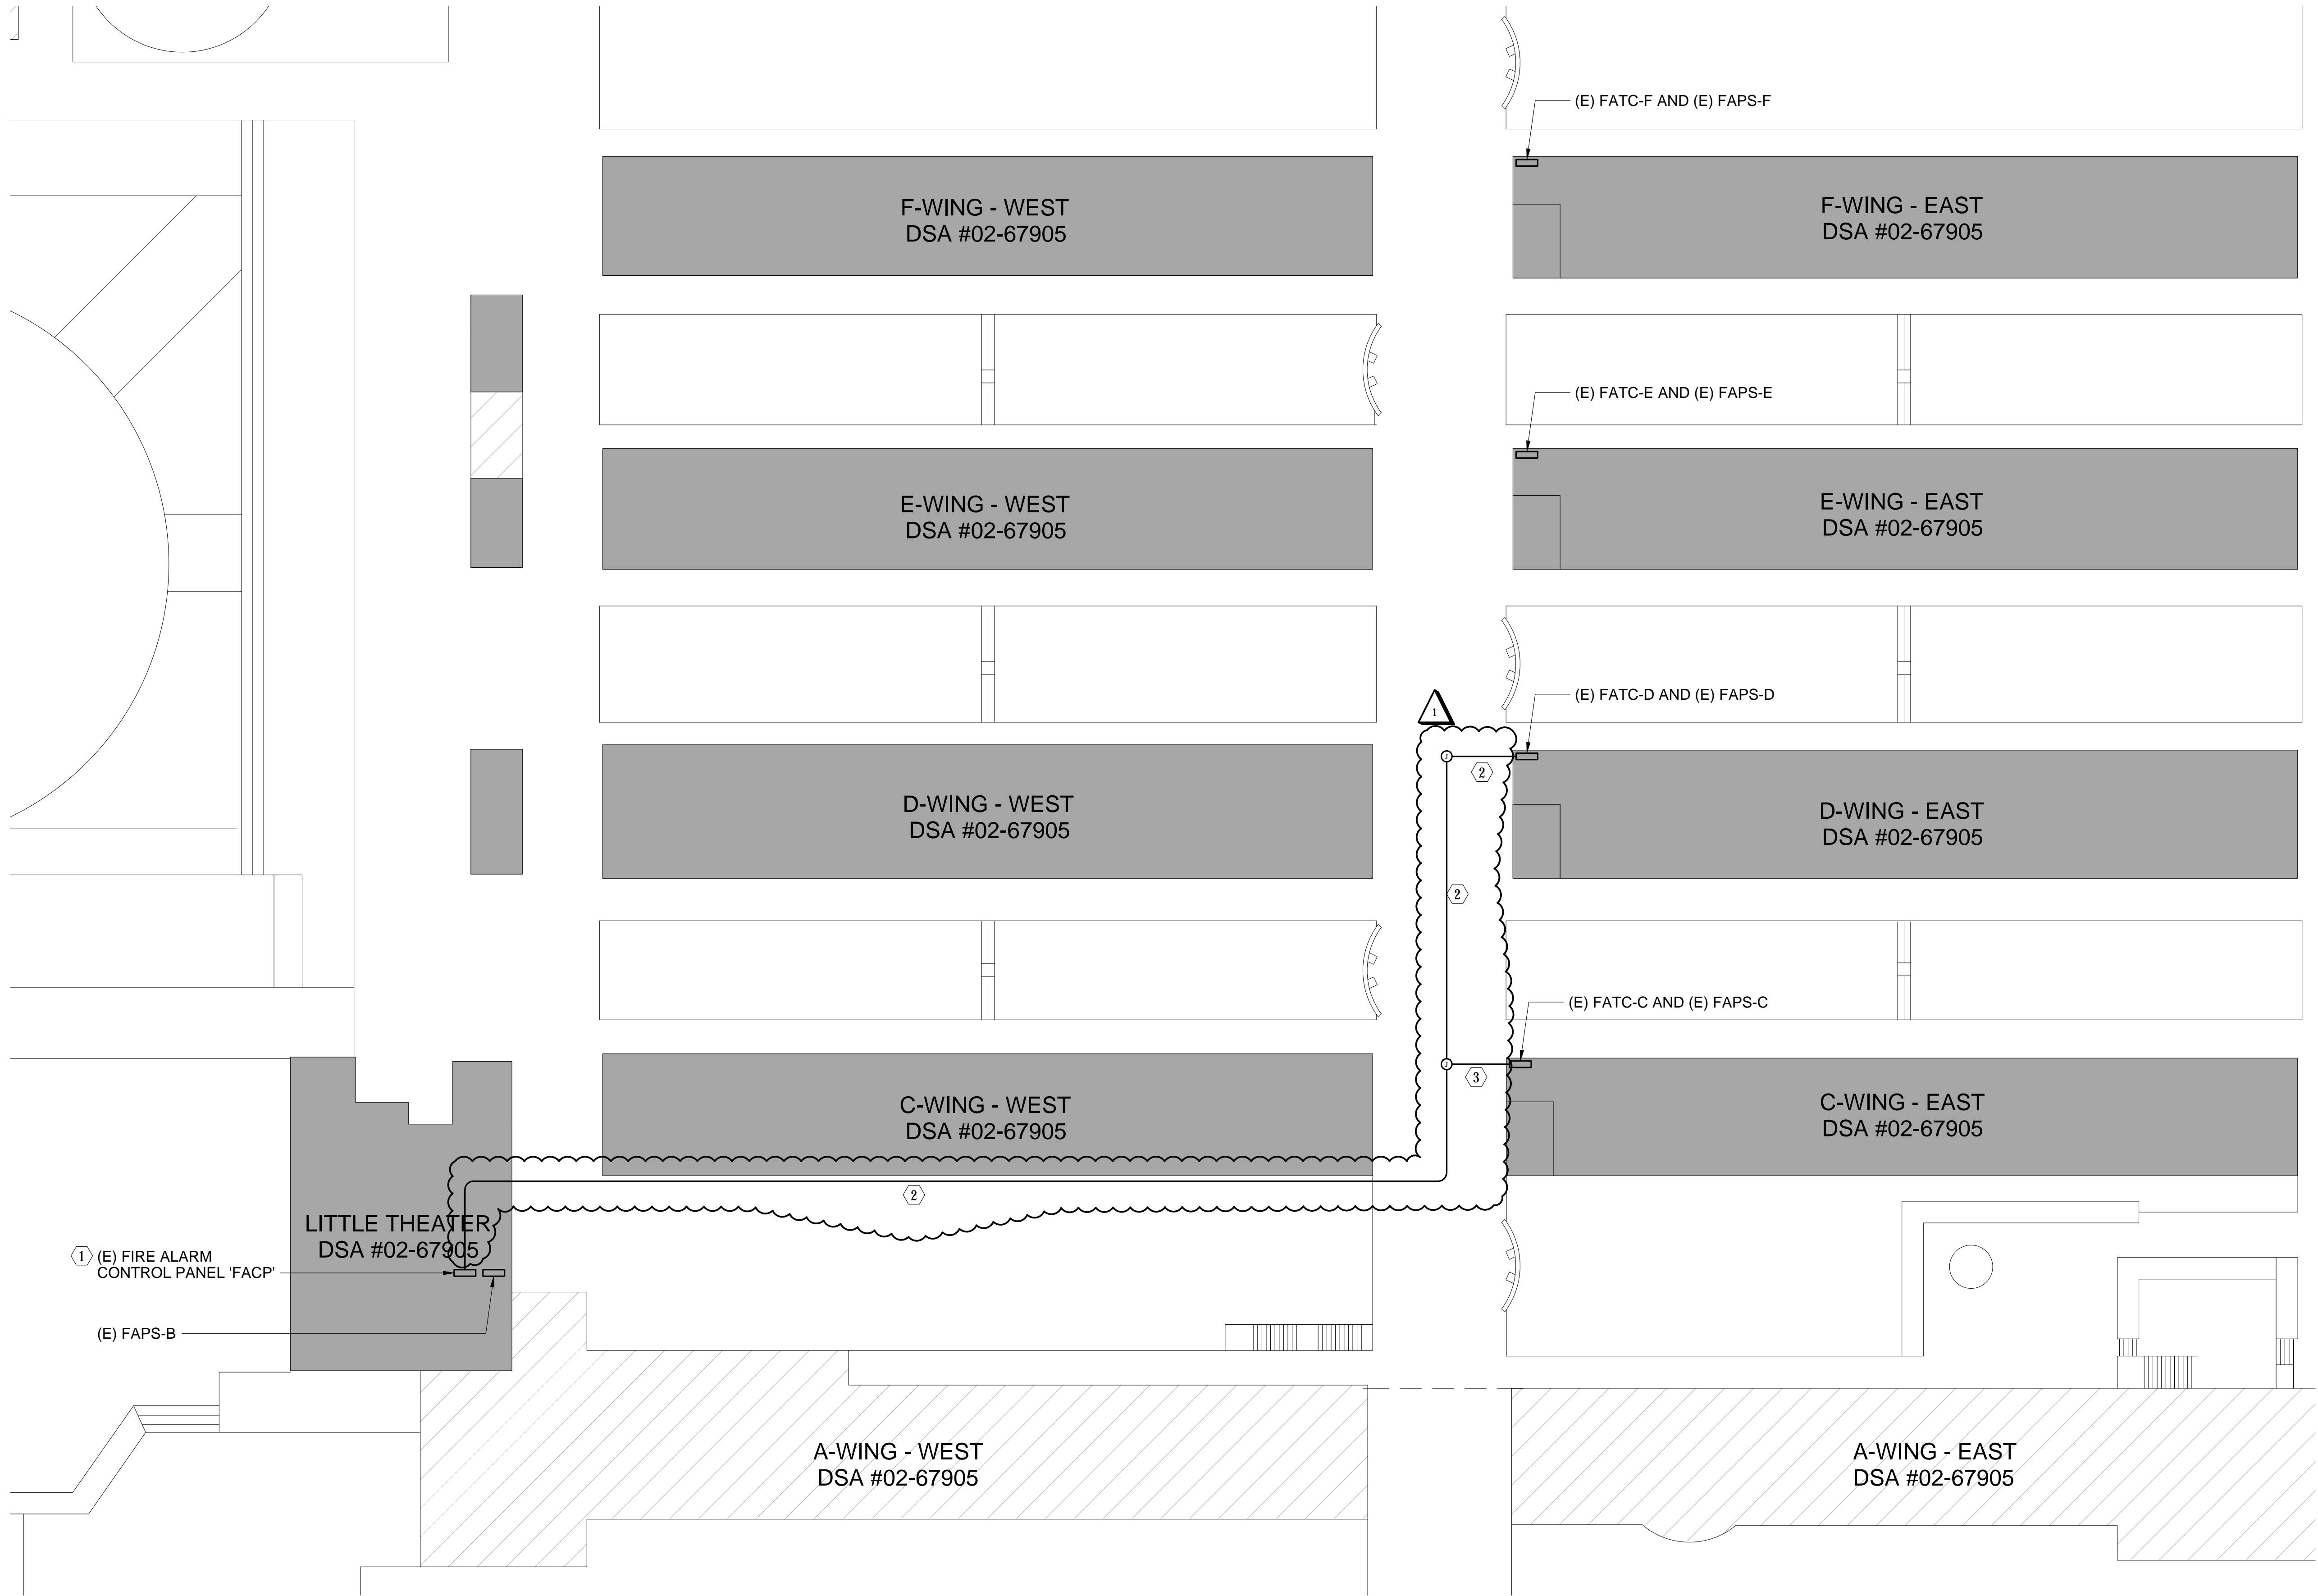 (E) FATC-F AND (E) FAPS-F
F-WING - WEST
DSA #02-67905
F-WING - EAST
DSA #02-67905
(E) FATC-E AND (E) FAPS-E
E-WING - WEST
DSA #02-67905
E-WING - EAST
DSA #02-67905
(E) FATC-D AND (E) FAPS-D
1
2
D-WING - WEST
DSA #02-67905
D-WING - EAST
DSA #02-67905
2
(E) FATC-C AND (E) FAPS-C
3
C-WING - WEST
DSA #02-67905
C-WING - EAST
DSA #02-67905
2
LITTLE THEATER
DSA #02-67905
1 (E) FIRE ALARM
CONTROL PANEL 'FACP'
(E) FAPS-B
A-WING - WEST
DSA #02-67905
A-WING - EAST
DSA #02-67905